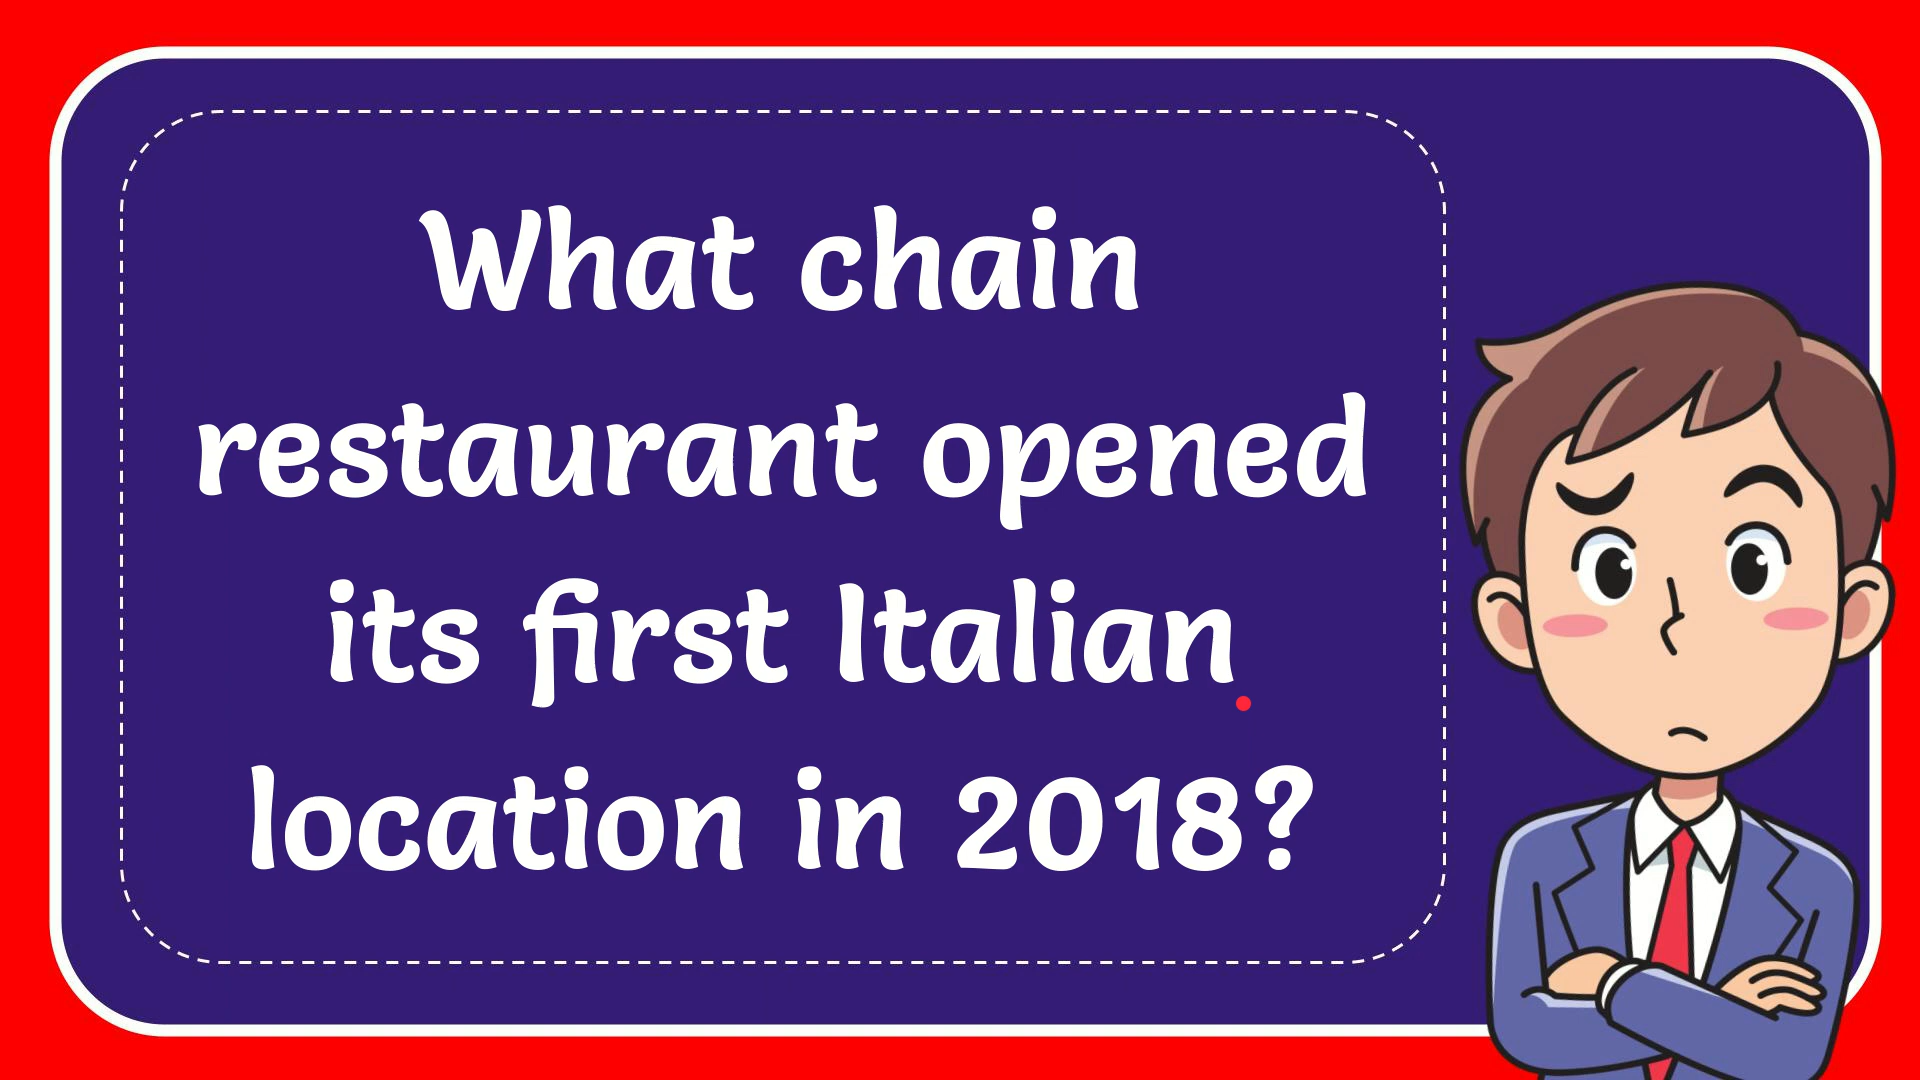 What chain
restaurant opened
its first Italian
location in 2018?